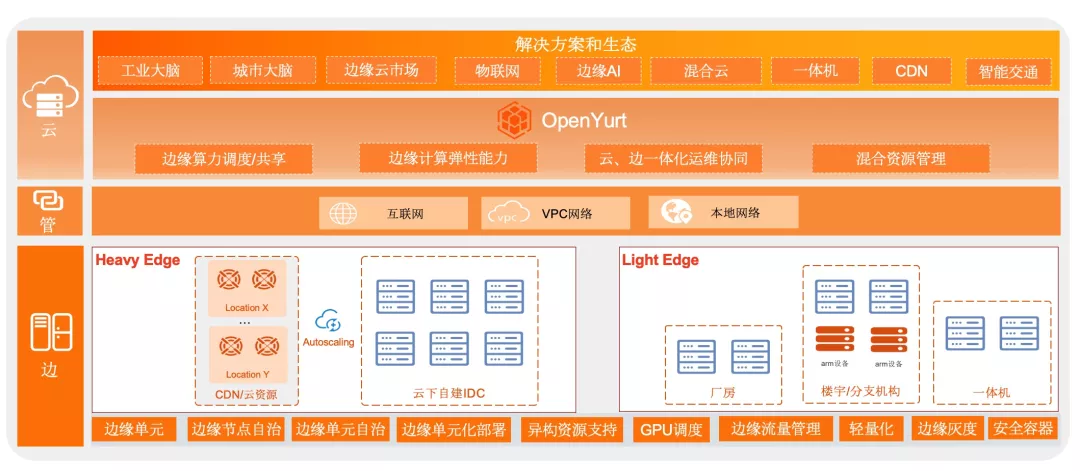 云
解决方案和生态
工业大脑 城市大脑 边缘云市场 物联网 边缘AI 混合云 一体机 CDN 智能交通
OpenYurt
边缘算力调度/共享 边缘计算弹性能力 云、边一体化运维协同 混合资源管理
管
互联网 vpc VPC网络 本地网络
边
Heavy Edge
Location X
...
Location Y
CDN/云资源
Autoscaling
云下自建IDC
Light Edge
厂房
arm设备 arm设备
楼宇/分支机构
一体机
边缘单元 边缘节点自治 边缘单元自治 边缘单元化部署 异构资源支持 GPU调度 边缘流量管理 轻量化 边缘灰度 安全容器